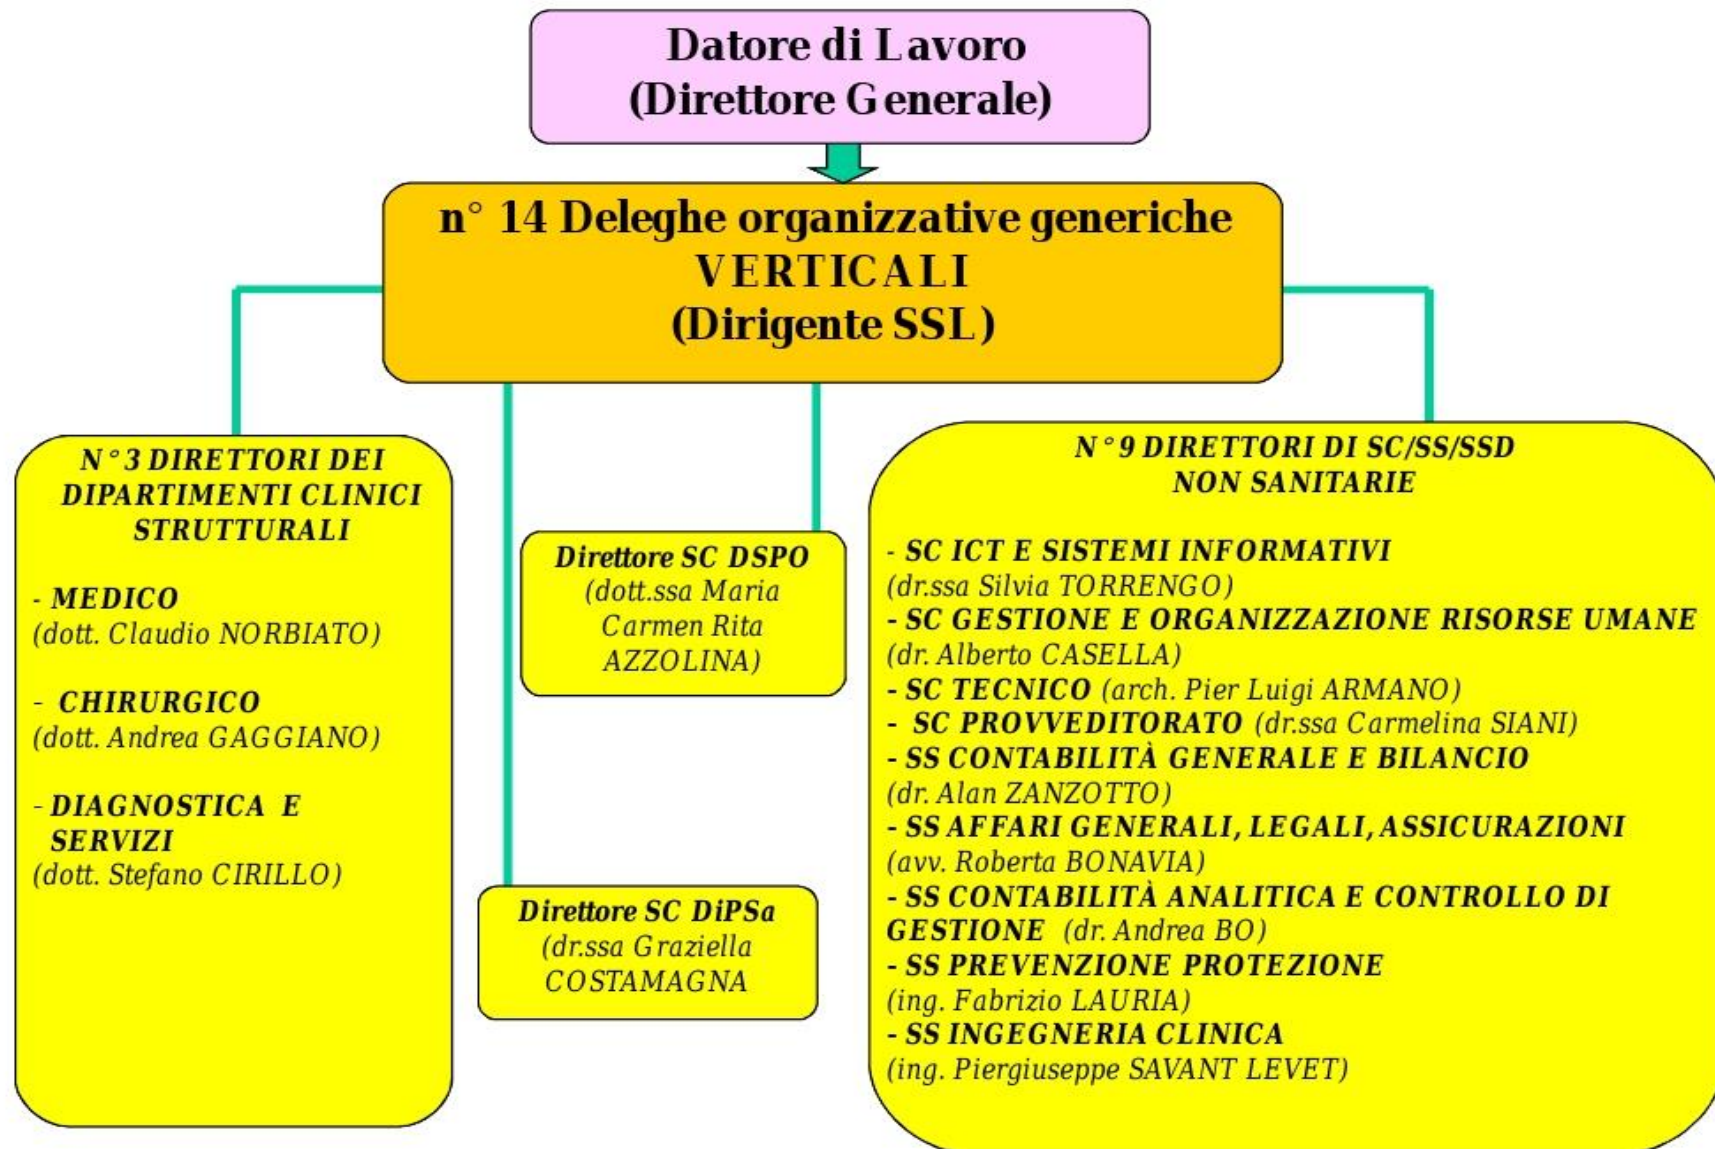 Datore di Lavoro
(Direttore Generale)
n° 14 Deleghe organizzative generiche
VERTICALI
(Dirigente SSL)
N° 3 DIRETTORI DEI
DIPARTIMENTI CLINICI
STRUTTURALI
- MEDICO
(dott. Claudio NORBIATO)
- CHIRURGICO
(dott. Andrea GAGGIANO)
- DIAGNOSTICA E
SERVIZI
(dott. Stefano CIRILLO)
Direttore SC DSPO
(dott.ssa Maria
Carmen Rita
AZZOLINA)
Direttore SC DiPSa
(dr.ssa Graziella
COSTAMAGNA
N° 9 DIRETTORI DI SC/SS/SSD
NON SANITARIE
- SC ICT E SISTEMI INFORMATIVI
(dr.ssa Silvia TORRENGO)
- SC GESTIONE E ORGANIZZAZIONE RISORSE UMANE
(dr. Alberto CASELLA)
- SC TECNICO (arch. Pier Luigi ARMANO)
- SC PROVVEDITORATO (dr.ssa Carmelina SIANI)
- SS CONTABILITÀ GENERALE E BILANCIO
(dr. Alan ZANZOTTO)
- SS AFFARI GENERALI, LEGALI, ASSICURAZIONI
(avv. Roberta BONAVIA)
- SS CONTABILITÀ ANALITICA E CONTROLLO DI
GESTIONE (dr. Andrea BO)
- SS PREVENZIONE PROTEZIONE
(ing. Fabrizio LAURIA)
- SS INGEGNERIA CLINICA
(ing. Piergiuseppe SAVANT LEVET)